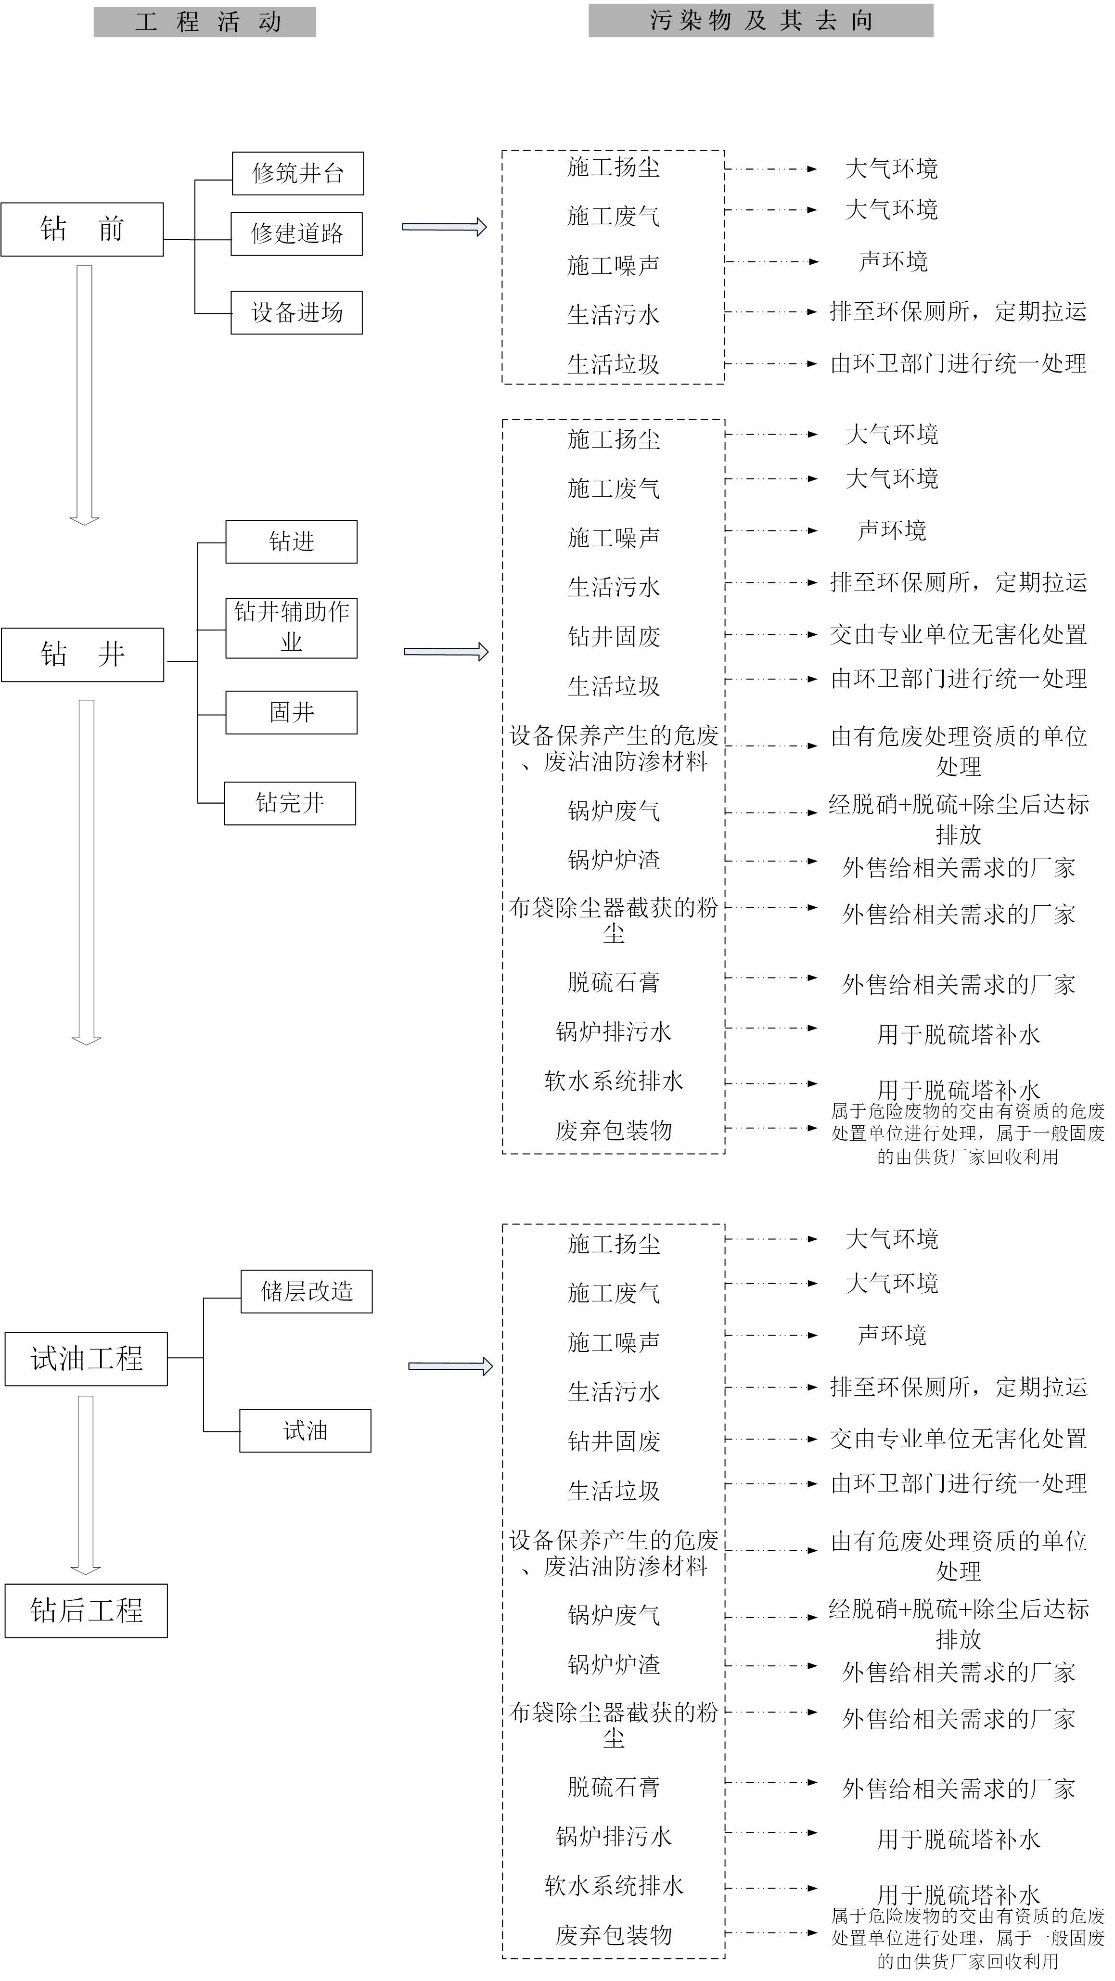 工程活动
污染物及其去向
钻 前
修筑井台
修建道路
设备进场
施工扬尘
大气环境
施工废气
大气环境
施工噪声
声环境
生活污水
排至环保厕所，定期拉运
生活垃圾
由环卫部门进行统一处理
钻 井
钻进
钻井辅助作
业
固井
钻完井
施工扬尘
大气环境
施工废气
大气环境
施工噪声
声环境
生活污水
排至环保厕所，定期拉运
钻井固废
交由专业单位无害化处置
生活垃圾
由环卫部门进行统一处理
设备保养产生的危废
、废沾油防渗材料
由有危废处理资质的单位
处理
锅炉废气
经脱硝+脱硫+除尘后达标
排放
锅炉炉渣
外售给相关需求的厂家
布袋除尘器截获的粉
尘
外售给相关需求的厂家
脱硫石膏
外售给相关需求的厂家
锅炉排污水
用于脱硫塔补水
软水系统排水
用于脱硫塔补水
废弃包装物
属于危险废物的交由有资质的危废
处置单位进行处理，属于一般固废
的由供货厂家回收利用
试油工程
储层改造
试油
钻后工程
施工扬尘
大气环境
施工废气
大气环境
施工噪声
声环境
生活污水
排至环保厕所，定期拉运
钻井固废
交由专业单位无害化处置
生活垃圾
由环卫部门进行统一处理
设备保养产生的危废
、废沾油防渗材料
由有危废处理资质的单位
处理
锅炉废气
经脱硝+脱硫+除尘后达标
排放
锅炉炉渣
外售给相关需求的厂家
布袋除尘器截获的粉
尘
外售给相关需求的厂家
脱硫石膏
外售给相关需求的厂家
锅炉排污水
用于脱硫塔补水
软水系统排水
用于脱硫塔补水
废弃包装物
属于危险废物的交由有资质的危废
处置单位进行处理，属于一般固废
的由供货厂家回收利用